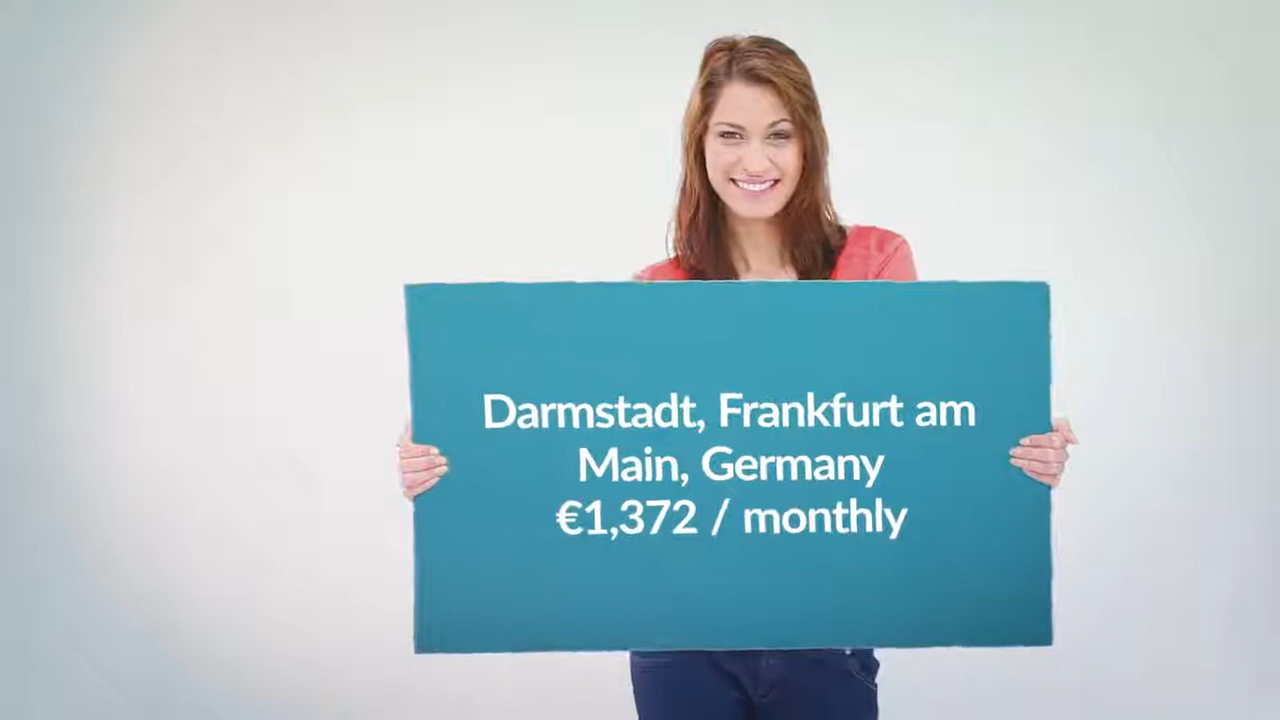 Darmstadt, Frankfurt am
Main, Germany
€1,372 / monthly